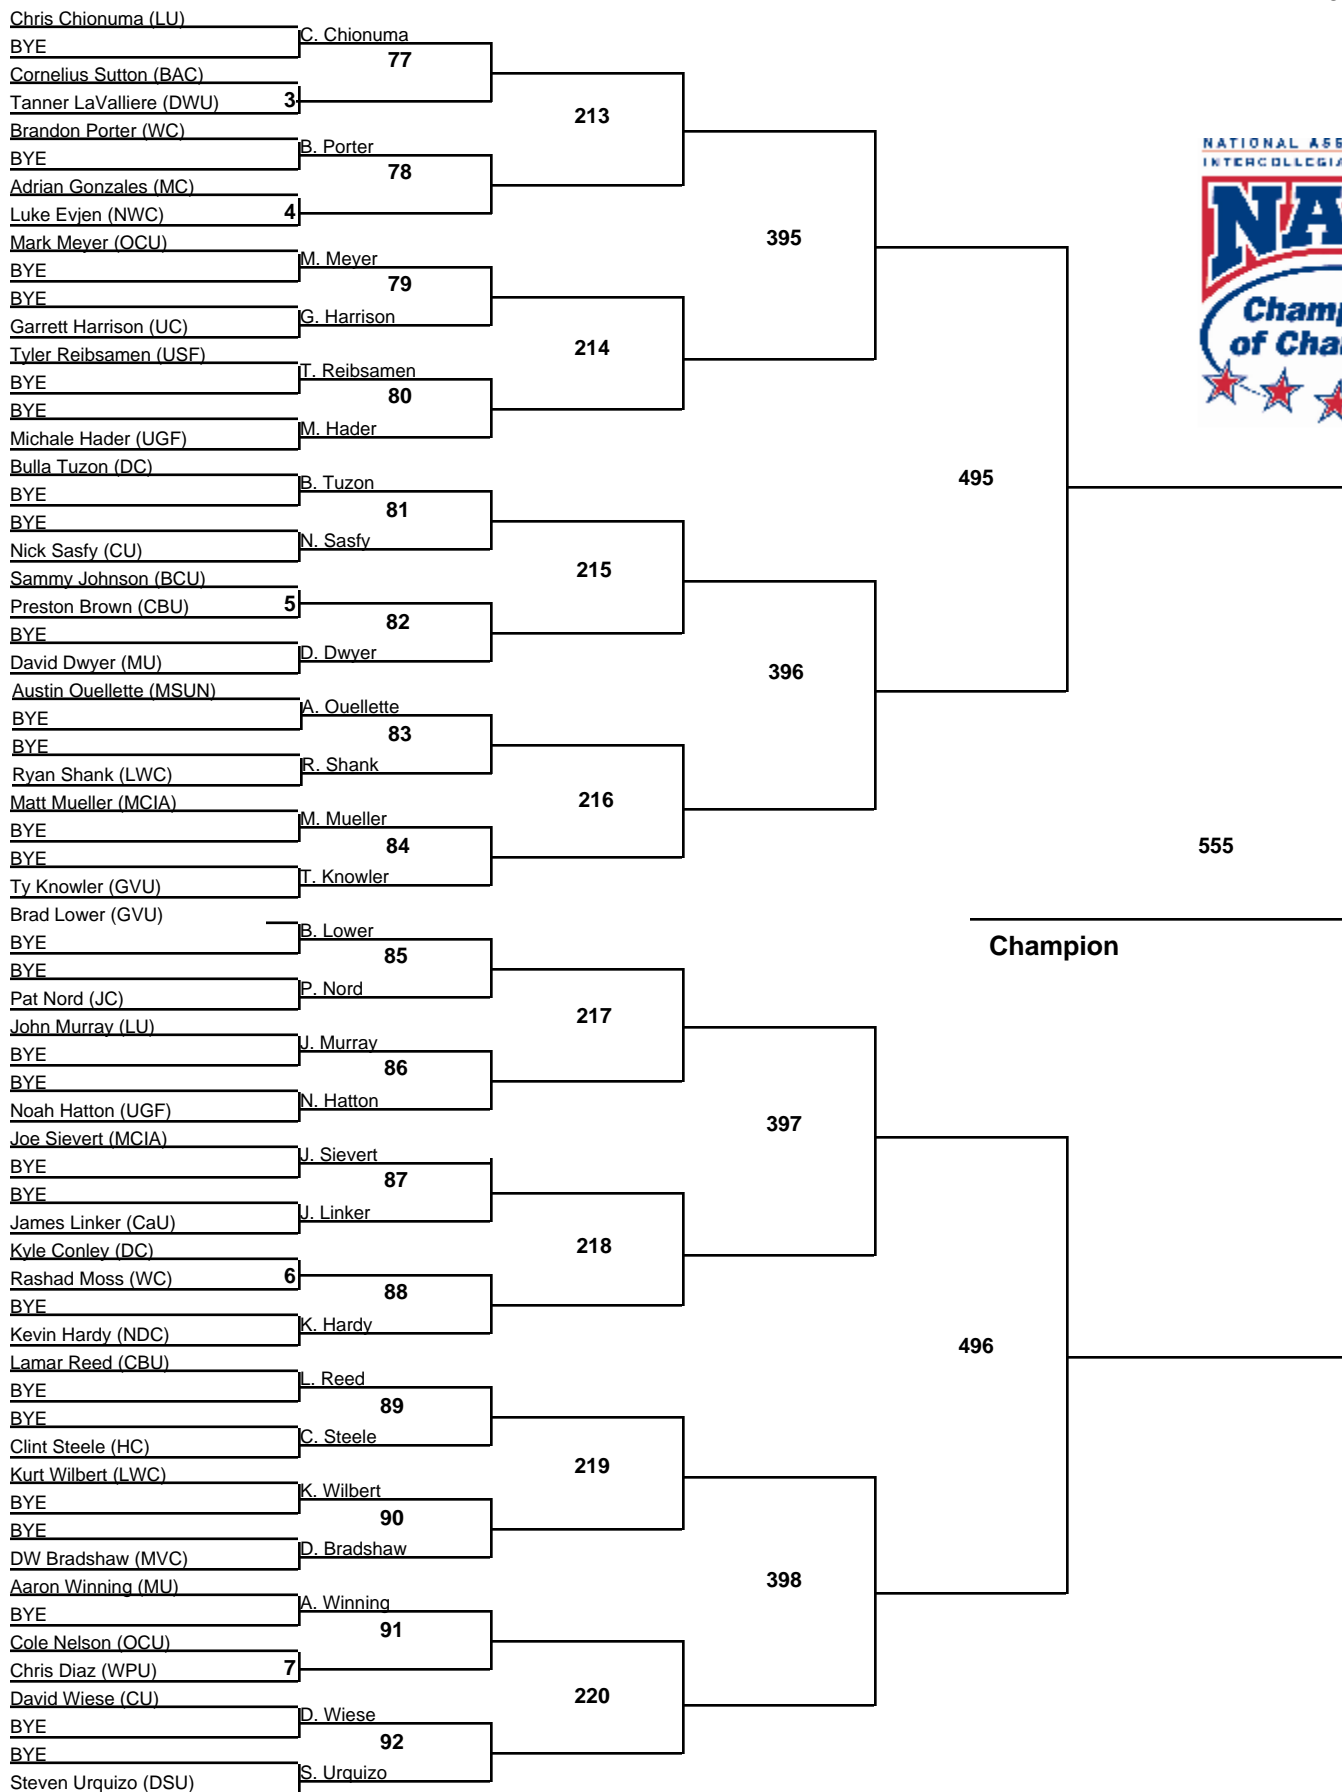 Chris Chionuma (LU)
C. Chionuma
BYE
77
Cornelius Sutton (BAC)
Tanner LaValliere (DWU) 3
213
Brandon Porter (WC)
B. Porter
BYE
78
Adrian Gonzales (MC)
Luke Evjen (NWC) 4
395
Mark Meyer (OCU)
M. Meyer
BYE
79
BYE
G. Harrison
Garrett Harrison (UC)
214
Tyler Reibsamen (USF)
T. Reibsamen
BYE
80
BYE
M. Hader
Michale Hader (UGF)
495
Bulla Tuzon (DC)
B. Tuzon
BYE
81
BYE
N. Sasfy
Nick Sasfy (CU)
215
Sammy Johnson (BCU)
Preston Brown (CBU) 5
82
BYE
D. Dwyer
David Dwyer (MU)
396
Austin Ouellette (MSUN)
A. Ouellette
BYE
83
BYE
R. Shank
Ryan Shank (LWC)
216
Matt Mueller (MCIA)
M. Mueller
BYE
84
BYE
T. Knowler
Ty Knowler (GVU)
555
Champion
Brad Lower (GVU)
B. Lower
BYE
85
BYE
P. Nord
Pat Nord (JC)
217
John Murray (LU)
J. Murray
BYE
86
BYE
N. Hatton
Noah Hatton (UGF)
397
Joe Sievert (MCIA)
J. Sievert
BYE
87
BYE
J. Linker
James Linker (CaU)
218
Kyle Conley (DC)
Rashad Moss (WC) 6
88
BYE
K. Hardy
Kevin Hardy (NDC)
496
Lamar Reed (CBU)
L. Reed
BYE
89
BYE
C. Steele
Clint Steele (HC)
219
Kurt Wilbert (LWC)
K. Wilbert
BYE
90
BYE
D. Bradshaw
DW Bradshaw (MVC)
398
Aaron Winning (MU)
A. Winning
BYE
91
Cole Nelson (OCU)
Chris Diaz (WPU) 7
220
David Wiese (CU)
D. Wiese
BYE
92
BYE
S. Urquizo
Steven Urquizo (DSU)
NATIONAL
of